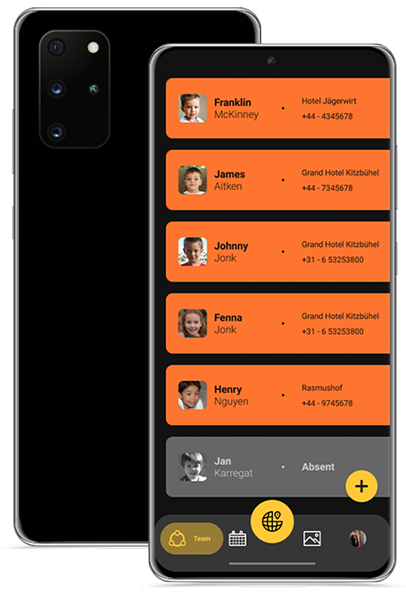 Franklin
McKinney
Hotel Jägerwirt
+44 - 4345678
James
Aitken
Grand Hotel Kitzbühel
+44 - 7345678
Johnny
Jonk
Grand Hotel Kitzbühel
+31 - 6 53253800
Fenna
Jonk
Grand Hotel Kitzbühel
+31 - 6 53253800
Henry
Nguyen
Rasmushof
+44 - 9745678
Jan
Karregat
Absent
+
Team